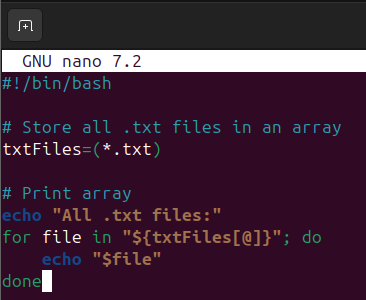 GNU nano 7.2
#!/bin/bash
# Store all .txt files in an array
txtFiles=(*.txt)
# Print array
echo "All .txt files:"
for file in "${txtFiles[@]}"; do
    echo "$file"
done